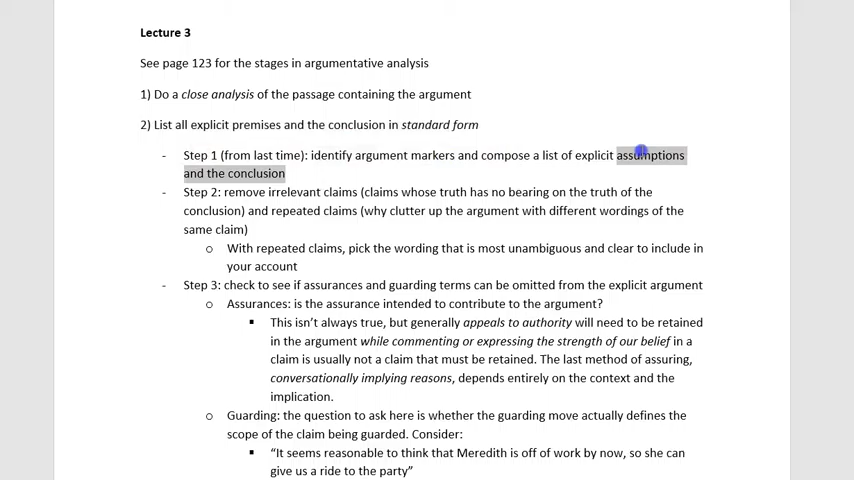 Lecture 3
See page 123 for the stages in argumentative analysis
1) Do a close analysis of the passage containing the argument
2) List all explicit premises and the conclusion in standard form
- Step 1 (from last time): identify argument markers and compose a list of explicit assumptions
and the conclusion
- Step 2: remove irrelevant claims (claims whose truth has no bearing on the truth of the
conclusion) and repeated claims (why clutter up the argument with different wordings of the
same claim)
o With repeated claims, pick the wording that is most unambiguous and clear to include in
your account
- Step 3: check to see if assurances and guarding terms can be omitted from the explicit argument
o Assurances: is the assurance intended to contribute to the argument?
▪ This isn't always true, but generally appeals to authority will need to be retained
in the argument while commenting or expressing the strength of our belief in a
claim is usually not a claim that must be retained. The last method of assuring,
conversationally implying reasons, depends entirely on the context and the
implication.
o Guarding: the question to ask here is whether the guarding move actually defines the
scope of the claim being guarded. Consider:
▪ "It seems reasonable to think that Meredith is off of work by now, so she can
give us a ride to the party"